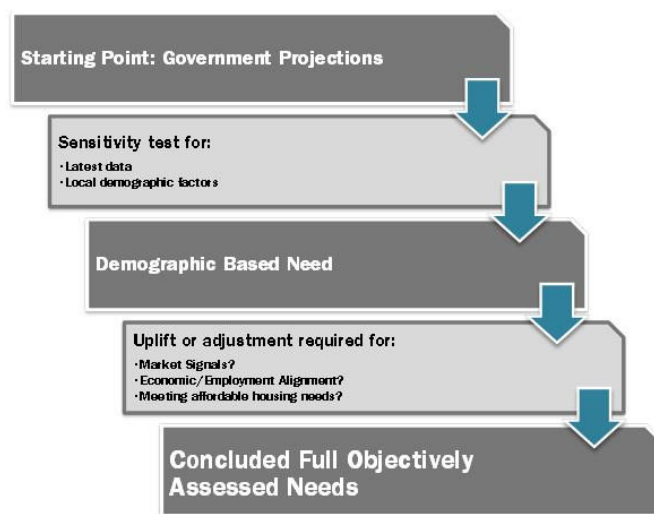 Starting Point: Government Projections
Sensitivity test for:
·Latest data
·Local demographic factors
Demographic Based Need
Uplift or adjustment required for:
·Market Signals?
·Economic/Employment Alignment?
·Meeting affordable housing needs?
Concluded Full Objectively
Assessed Needs